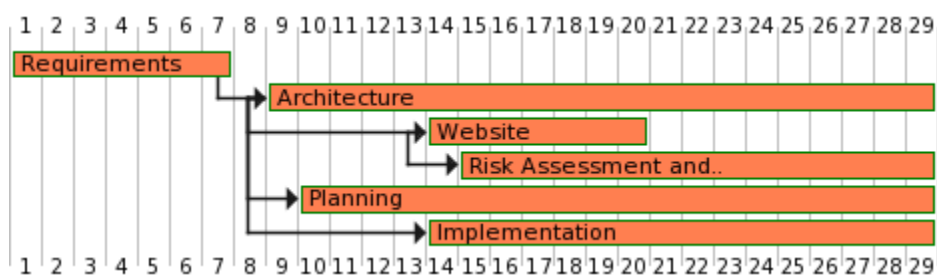 1 2 3 4 5 6 7 8 9 10 11 12 13 14 15 16 17 18 19 20 21 22 23 24 25 26 27 28 29
Requirements
Architecture
Website
Risk Assessment and..
Planning
Implementation
1 2 3 4 5 6 7 8 9 10 11 12 13 14 15 16 17 18 19 20 21 22 23 24 25 26 27 28 29